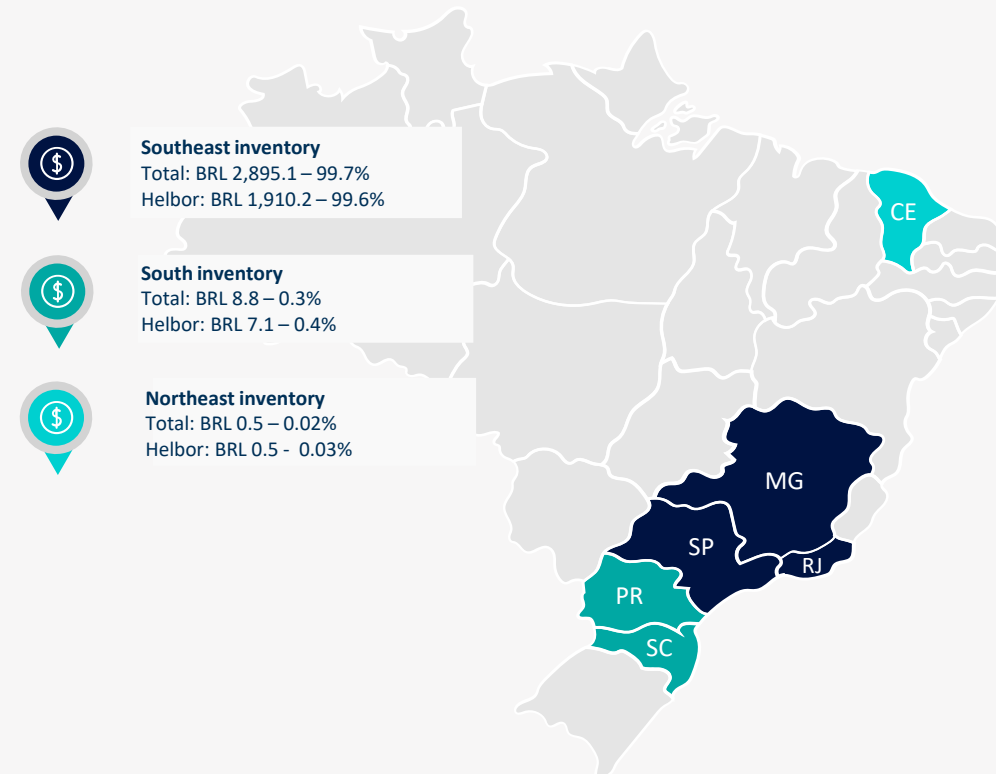 Southeast inventory
Total: BRL 2,895.1 – 99.7%
Helbor: BRL 1,910.2 – 99.6%
South inventory
Total: BRL 8.8 – 0.3%
Helbor: BRL 7.1 – 0.4%
Northeast inventory
Total: BRL 0.5 – 0.02%
Helbor: BRL 0.5 -  0.03%
CE
MG
SP
RJ
PR
SC
$
$
$